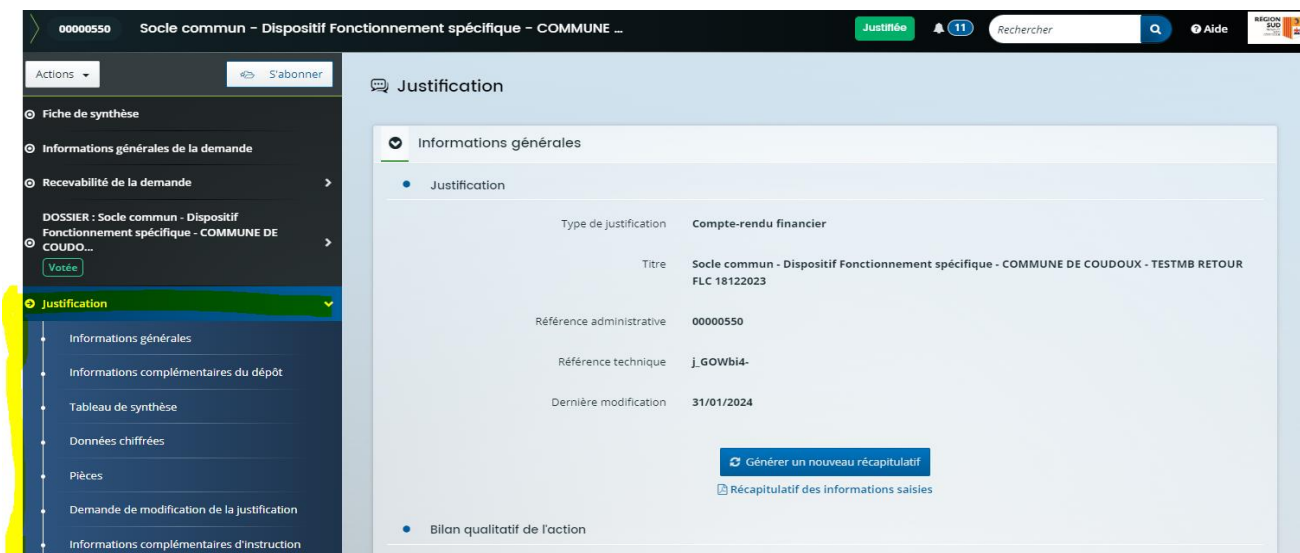 00000550 Socle commun - Dispositif Fonctionnement spécifique - COMMUNE ... Justifiée 11 Rechercher Aide RÉGION SUD
Actions S'abonner
Fiche de synthèse
Informations générales de la demande
Recevabilité de la demande
DOSSIER : Socle commun - Dispositif
Fonctionnement spécifique - COMMUNE DE
COUDO...
Votée
Justification
Informations générales
Informations complémentaires du dépôt
Tableau de synthèse
Données chiffrées
Pièces
Demande de modification de la justification
Informations complémentaires d'instruction
Justification
Informations générales
Justification
Type de justification Compte-rendu financier
Titre Socle commun - Dispositif Fonctionnement spécifique - COMMUNE DE COUDOUX - TESTMB RETOUR
FLC 18122023
Référence administrative 00000550
Référence technique j_GOWbi4-
Dernière modification 31/01/2024
Générer un nouveau récapitulatif
Récapitulatif des informations saisies
Bilan qualitatif de l'action